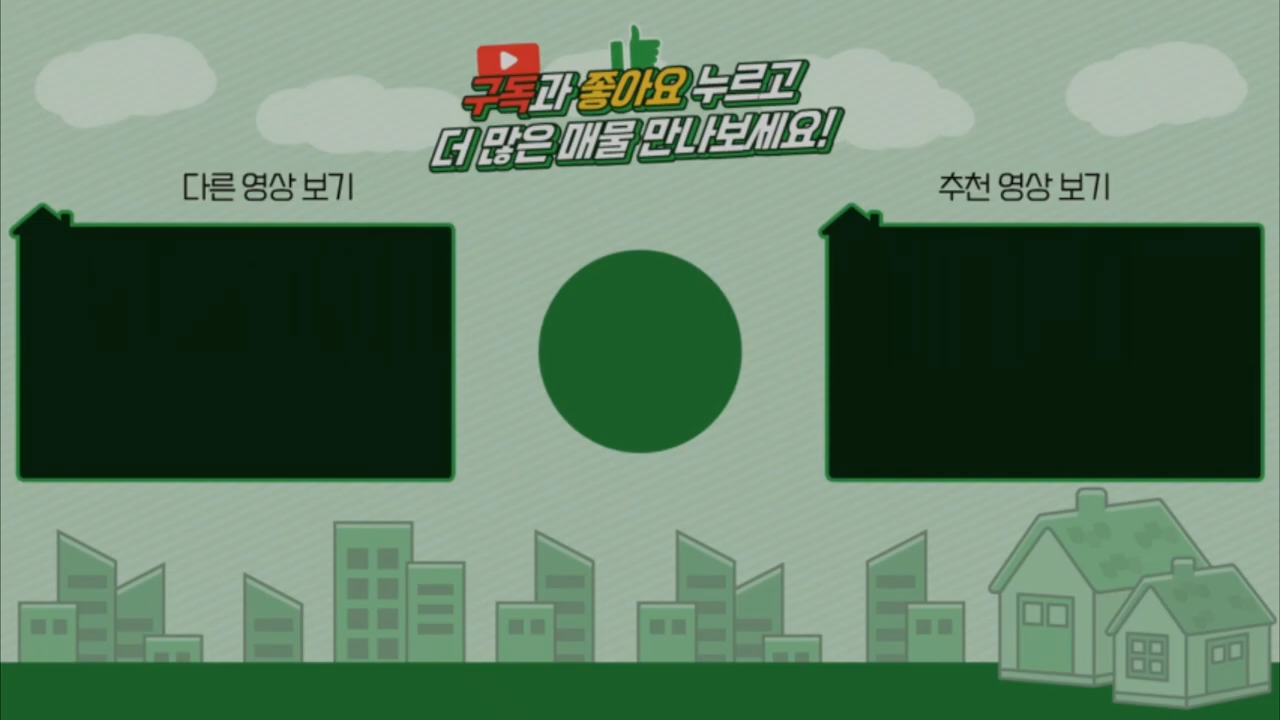 구독과 좋아요 누르고
더 많은 매물 만나보세요!
다른 영상 보기
추천 영상 보기